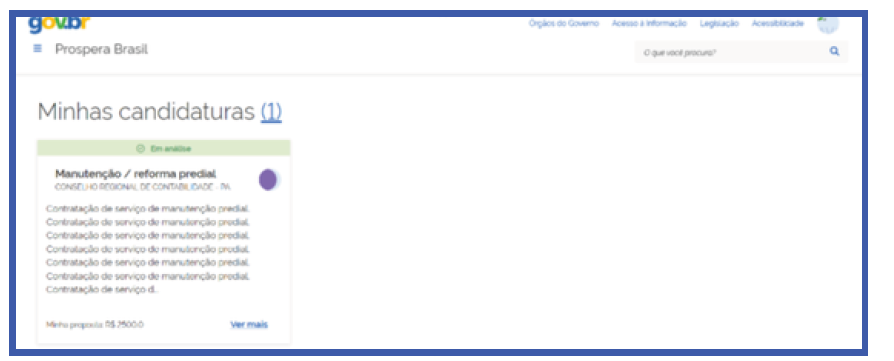 gov.br
Órgãos do Governo Acesso à Informação Legislação Acessibilidade
Prospera Brasil
O que você procura?
Minhas candidaturas (1)
Em análise
Manutenção / reforma predial
CONSELHO REGIONAL DE CONTABILIDADE - PA
Contratação de serviço de manutenção predial.
Contratação de serviço de manutenção predial.
Contratação de serviço de manutenção predial.
Contratação de serviço de manutenção predial.
Contratação de serviço de manutenção predial.
Contratação de serviço de manutenção predial.
Contratação de serviço d...
Minha proposta: R$ Ver mais